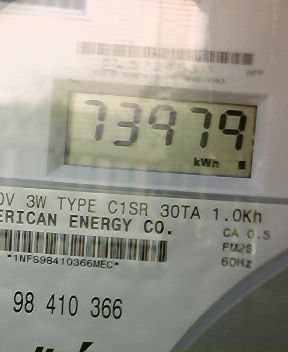 73979
kWh
0V 3W TYPE C1SR 30TA 1.0Kh
ERICAN ENERGY CO.
CA 0.5
FM2S
60Hz
*1NFS98410366MEC*
98 410 366